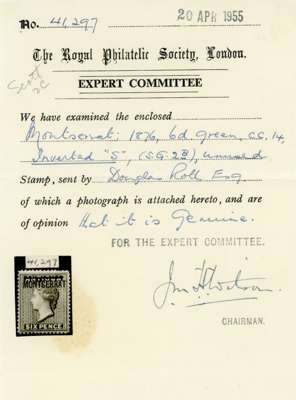 No. 41,297
20 APR 1955
The Royal Philatelic Society, London.
EXPERT COMMITTEE
We have examined the enclosed
Montserrat: 1876, 6d Green, CC. 14,
Inverted "S", (SG 2B), unused
Stamp, sent by Douglas Roth Esq
of which a photograph is attached hereto, and are
of opinion that it is Genuine.
FOR THE EXPERT COMMITTEE.
CHAIRMAN.
41,297
MONTSERRAT
SIX PENCE